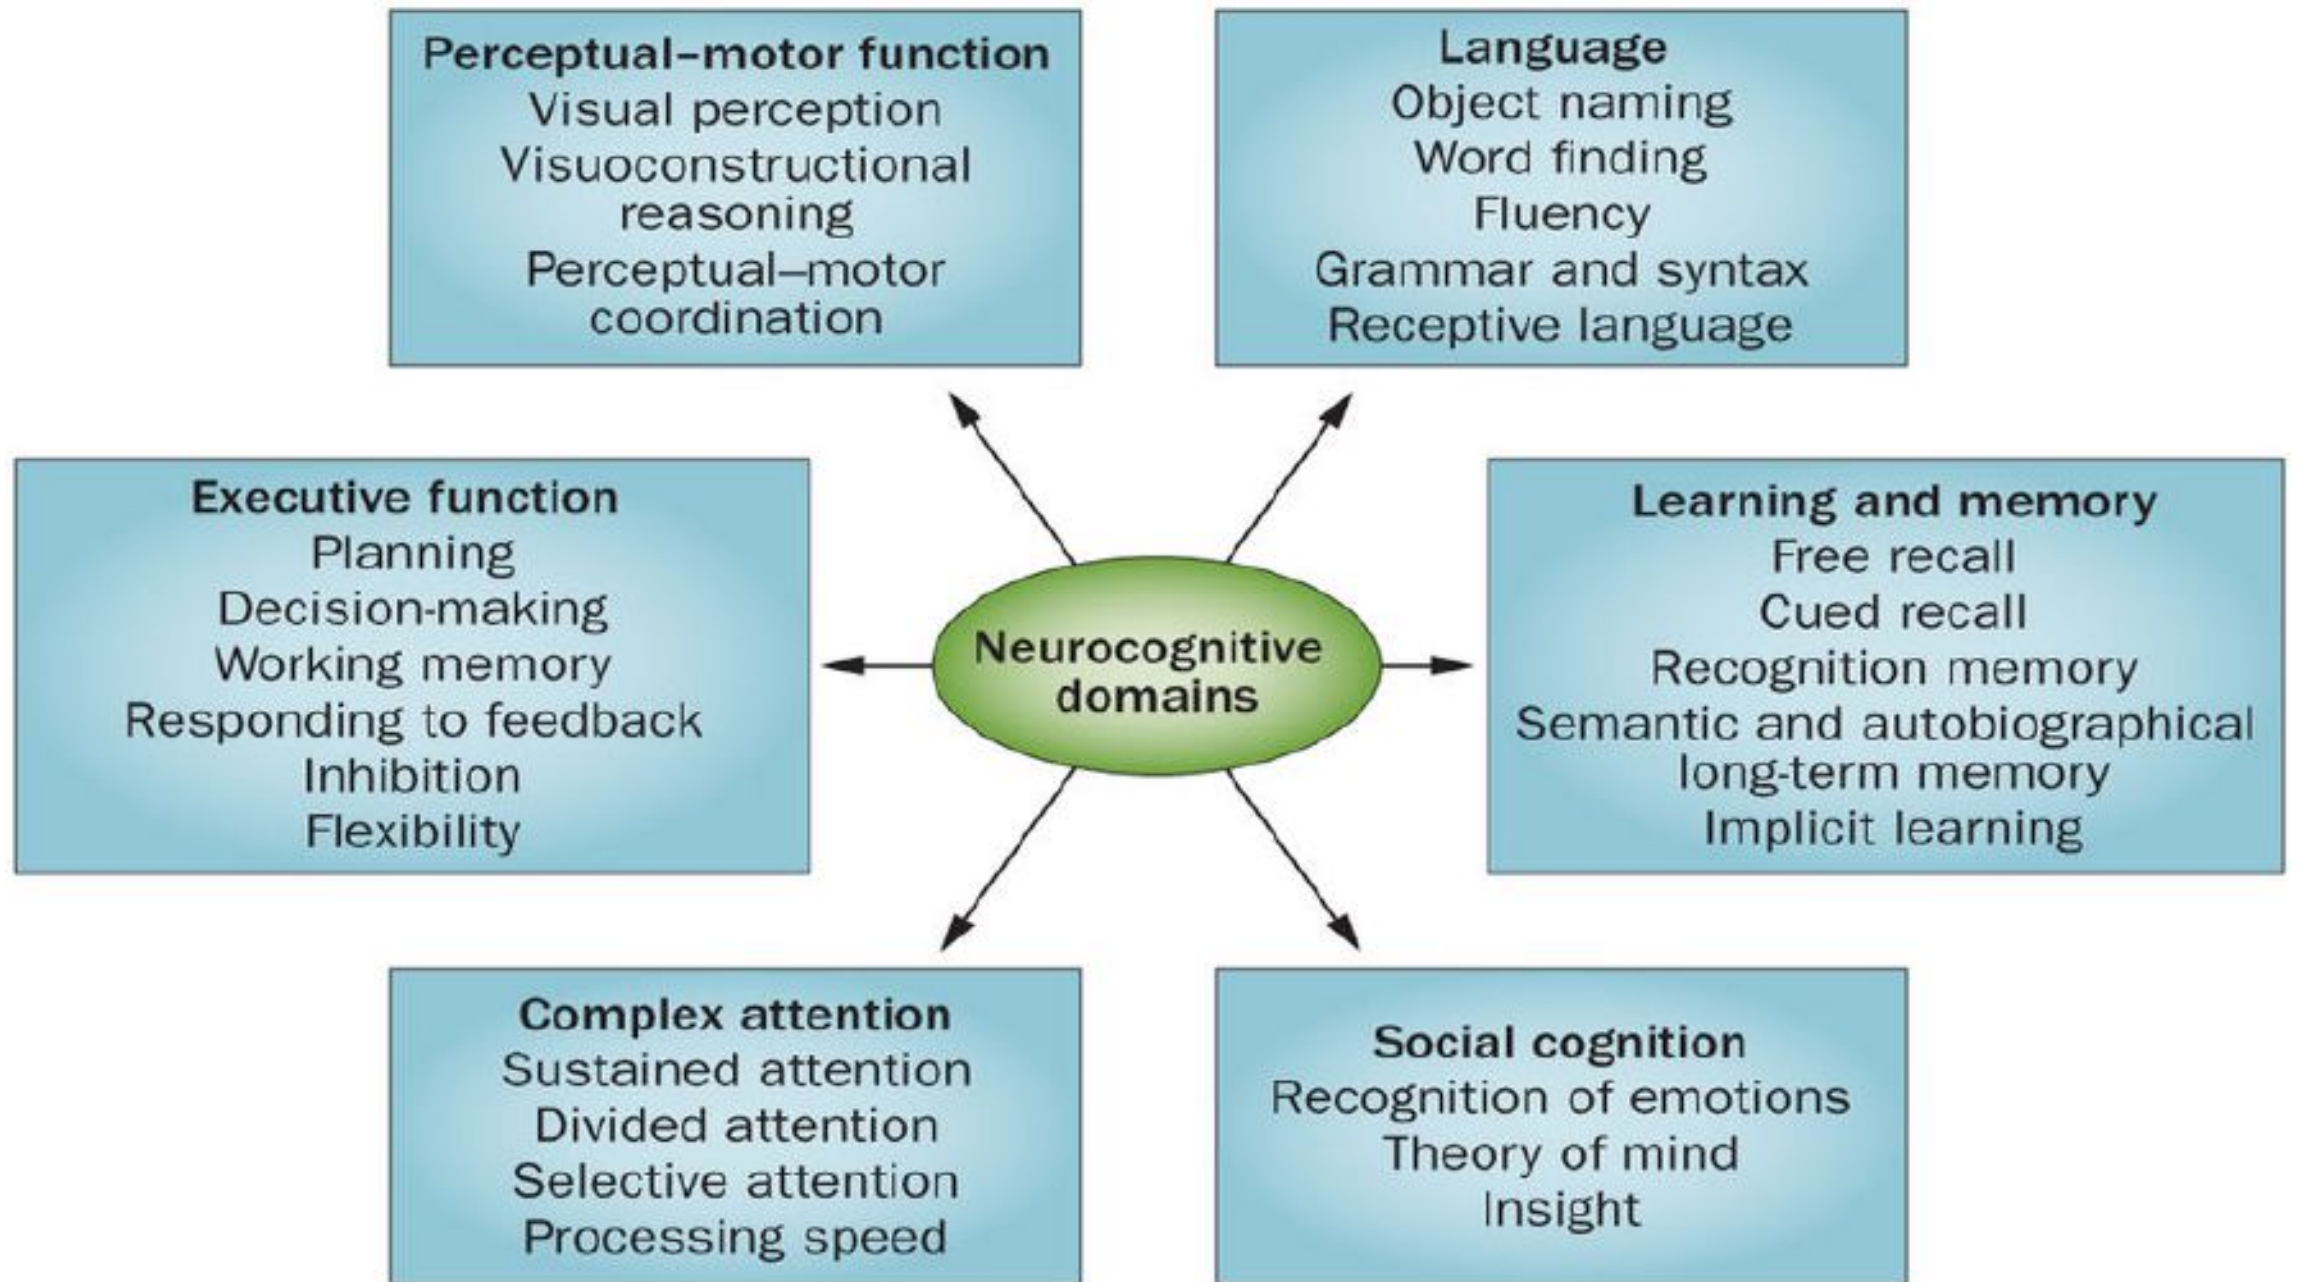 Perceptual–motor function
Visual perception
Visuoconstructional
reasoning
Perceptual–motor
coordination
Language
Object naming
Word finding
Fluency
Grammar and syntax
Receptive language
Executive function
Planning
Decision-making
Working memory
Responding to feedback
Inhibition
Flexibility
Neurocognitive
domains
Learning and memory
Free recall
Cued recall
Recognition memory
Semantic and autobiographical
long-term memory
Implicit learning
Complex attention
Sustained attention
Divided attention
Selective attention
Processing speed
Social cognition
Recognition of emotions
Theory of mind
Insight